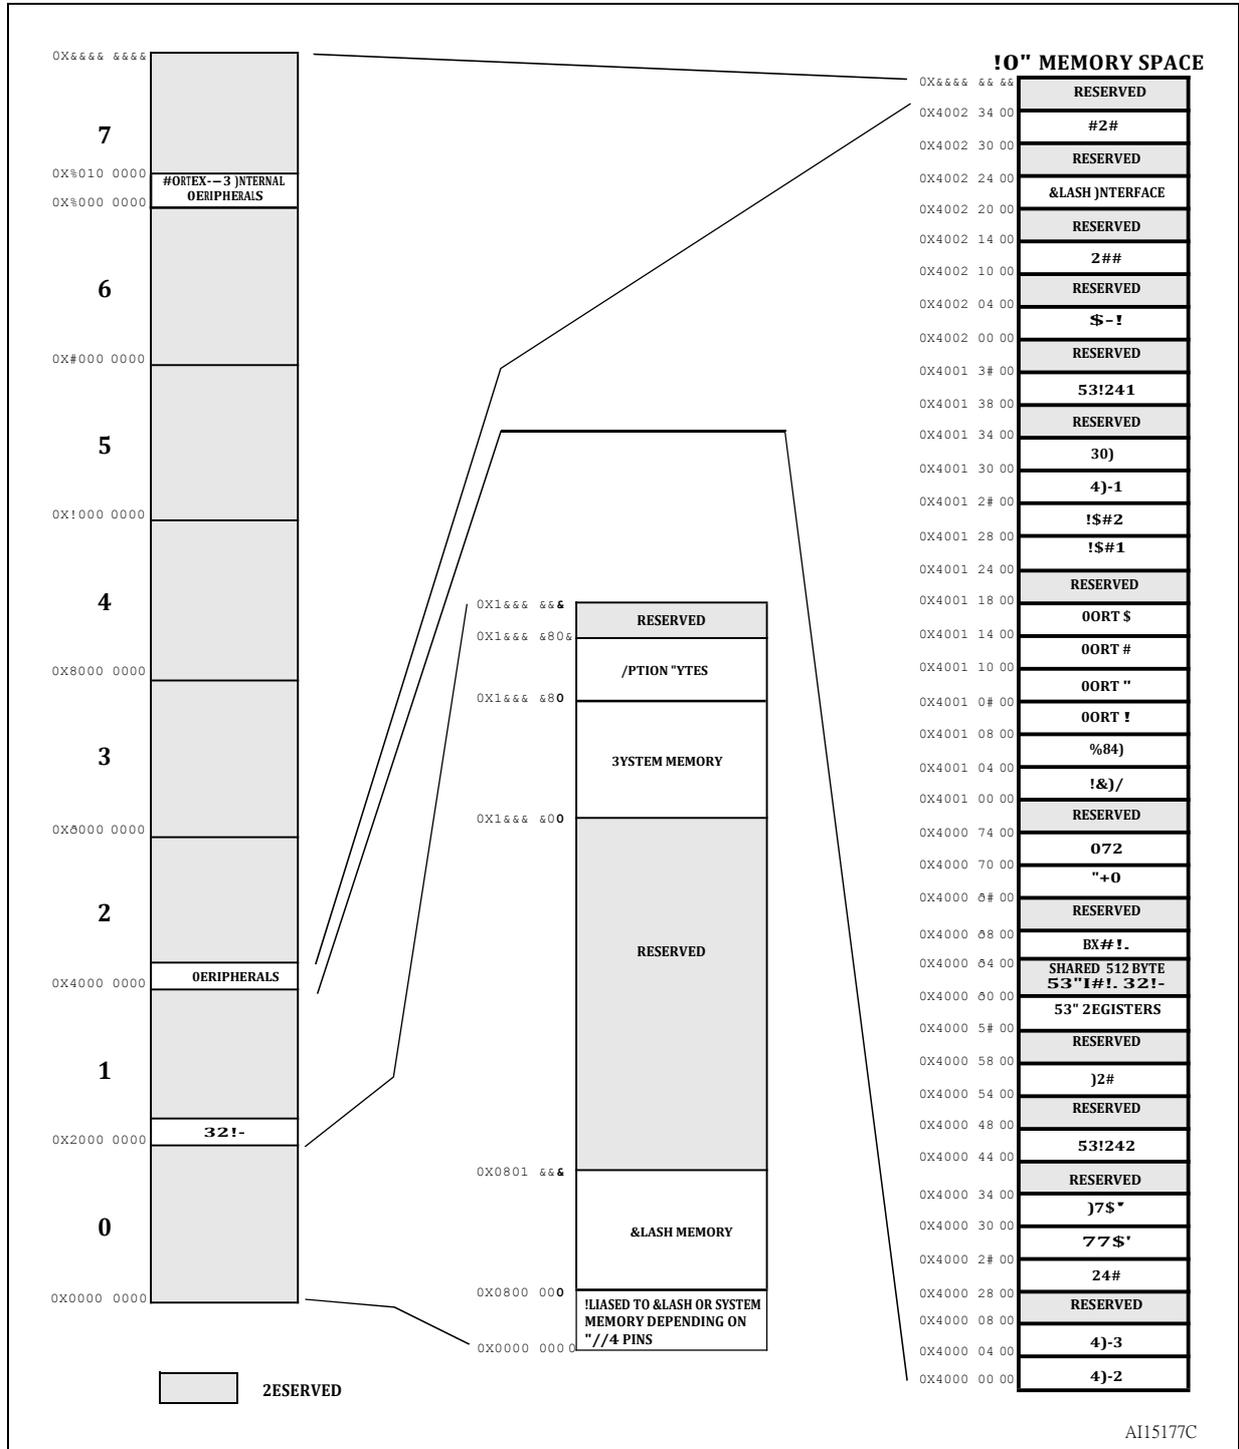 0X&&&& &&&&
7
0X%010 0000
#ORTEX-–3 )NTERNAL
0ERIPHERALS
0X%000 0000
6
0X#000 0000
5
0X!000 0000
4
0X8000 0000
3
0X6000 0000
2
0ERIPHERALS
0X4000 0000
1
32!-
0X2000 0000
0
0X0000 0000
2ESERVED
0X1&&& &&&
RESERVED
0X1&&& &80&
/PTION "YTES
0X1&&& &80
3YSTEM MEMORY
0X1&&& &00
RESERVED
0X0801 &&&
&LASH MEMORY
0X0800 000
!LIASED TO &LASH OR SYSTEM
MEMORY DEPENDING ON
"//4 PINS
0X0000 0000
!0" MEMORY SPACE
0X&&&& && &&
RESERVED
0X4002 34 00
#2#
0X4002 30 00
RESERVED
0X4002 24 00
&LASH )NTERFACE
0X4002 20 00
RESERVED
0X4002 14 00
2##
0X4002 10 00
RESERVED
0X4002 04 00
$-!
0X4002 00 00
RESERVED
0X4001 3# 00
53!241
0X4001 38 00
RESERVED
0X4001 34 00
30)
0X4001 30 00
4)-1
0X4001 2# 00
!$#2
0X4001 28 00
!$#1
0X4001 24 00
RESERVED
0X4001 18 00
0ORT $
0X4001 14 00
0ORT #
0X4001 10 00
0ORT "
0X4001 0# 00
0ORT !
0X4001 08 00
%84)
0X4001 04 00
!&)/
0X4001 00 00
RESERVED
0X4000 74 00
072
0X4000 70 00
"+0
0X4000 6# 00
RESERVED
0X4000 68 00
BX#!.
0X4000 64 00
SHARED 512 BYTE
53"I#!. 32!-
0X4000 60 00
53" 2EGISTERS
0X4000 5# 00
RESERVED
0X4000 58 00
)2#
0X4000 54 00
RESERVED
0X4000 48 00
53!242
0X4000 44 00
RESERVED
0X4000 34 00
)7$'
0X4000 30 00
77$'
0X4000 2# 00
24#
0X4000 28 00
RESERVED
0X4000 08 00
4)-3
0X4000 04 00
4)-2
0X4000 00 00
AI15177C